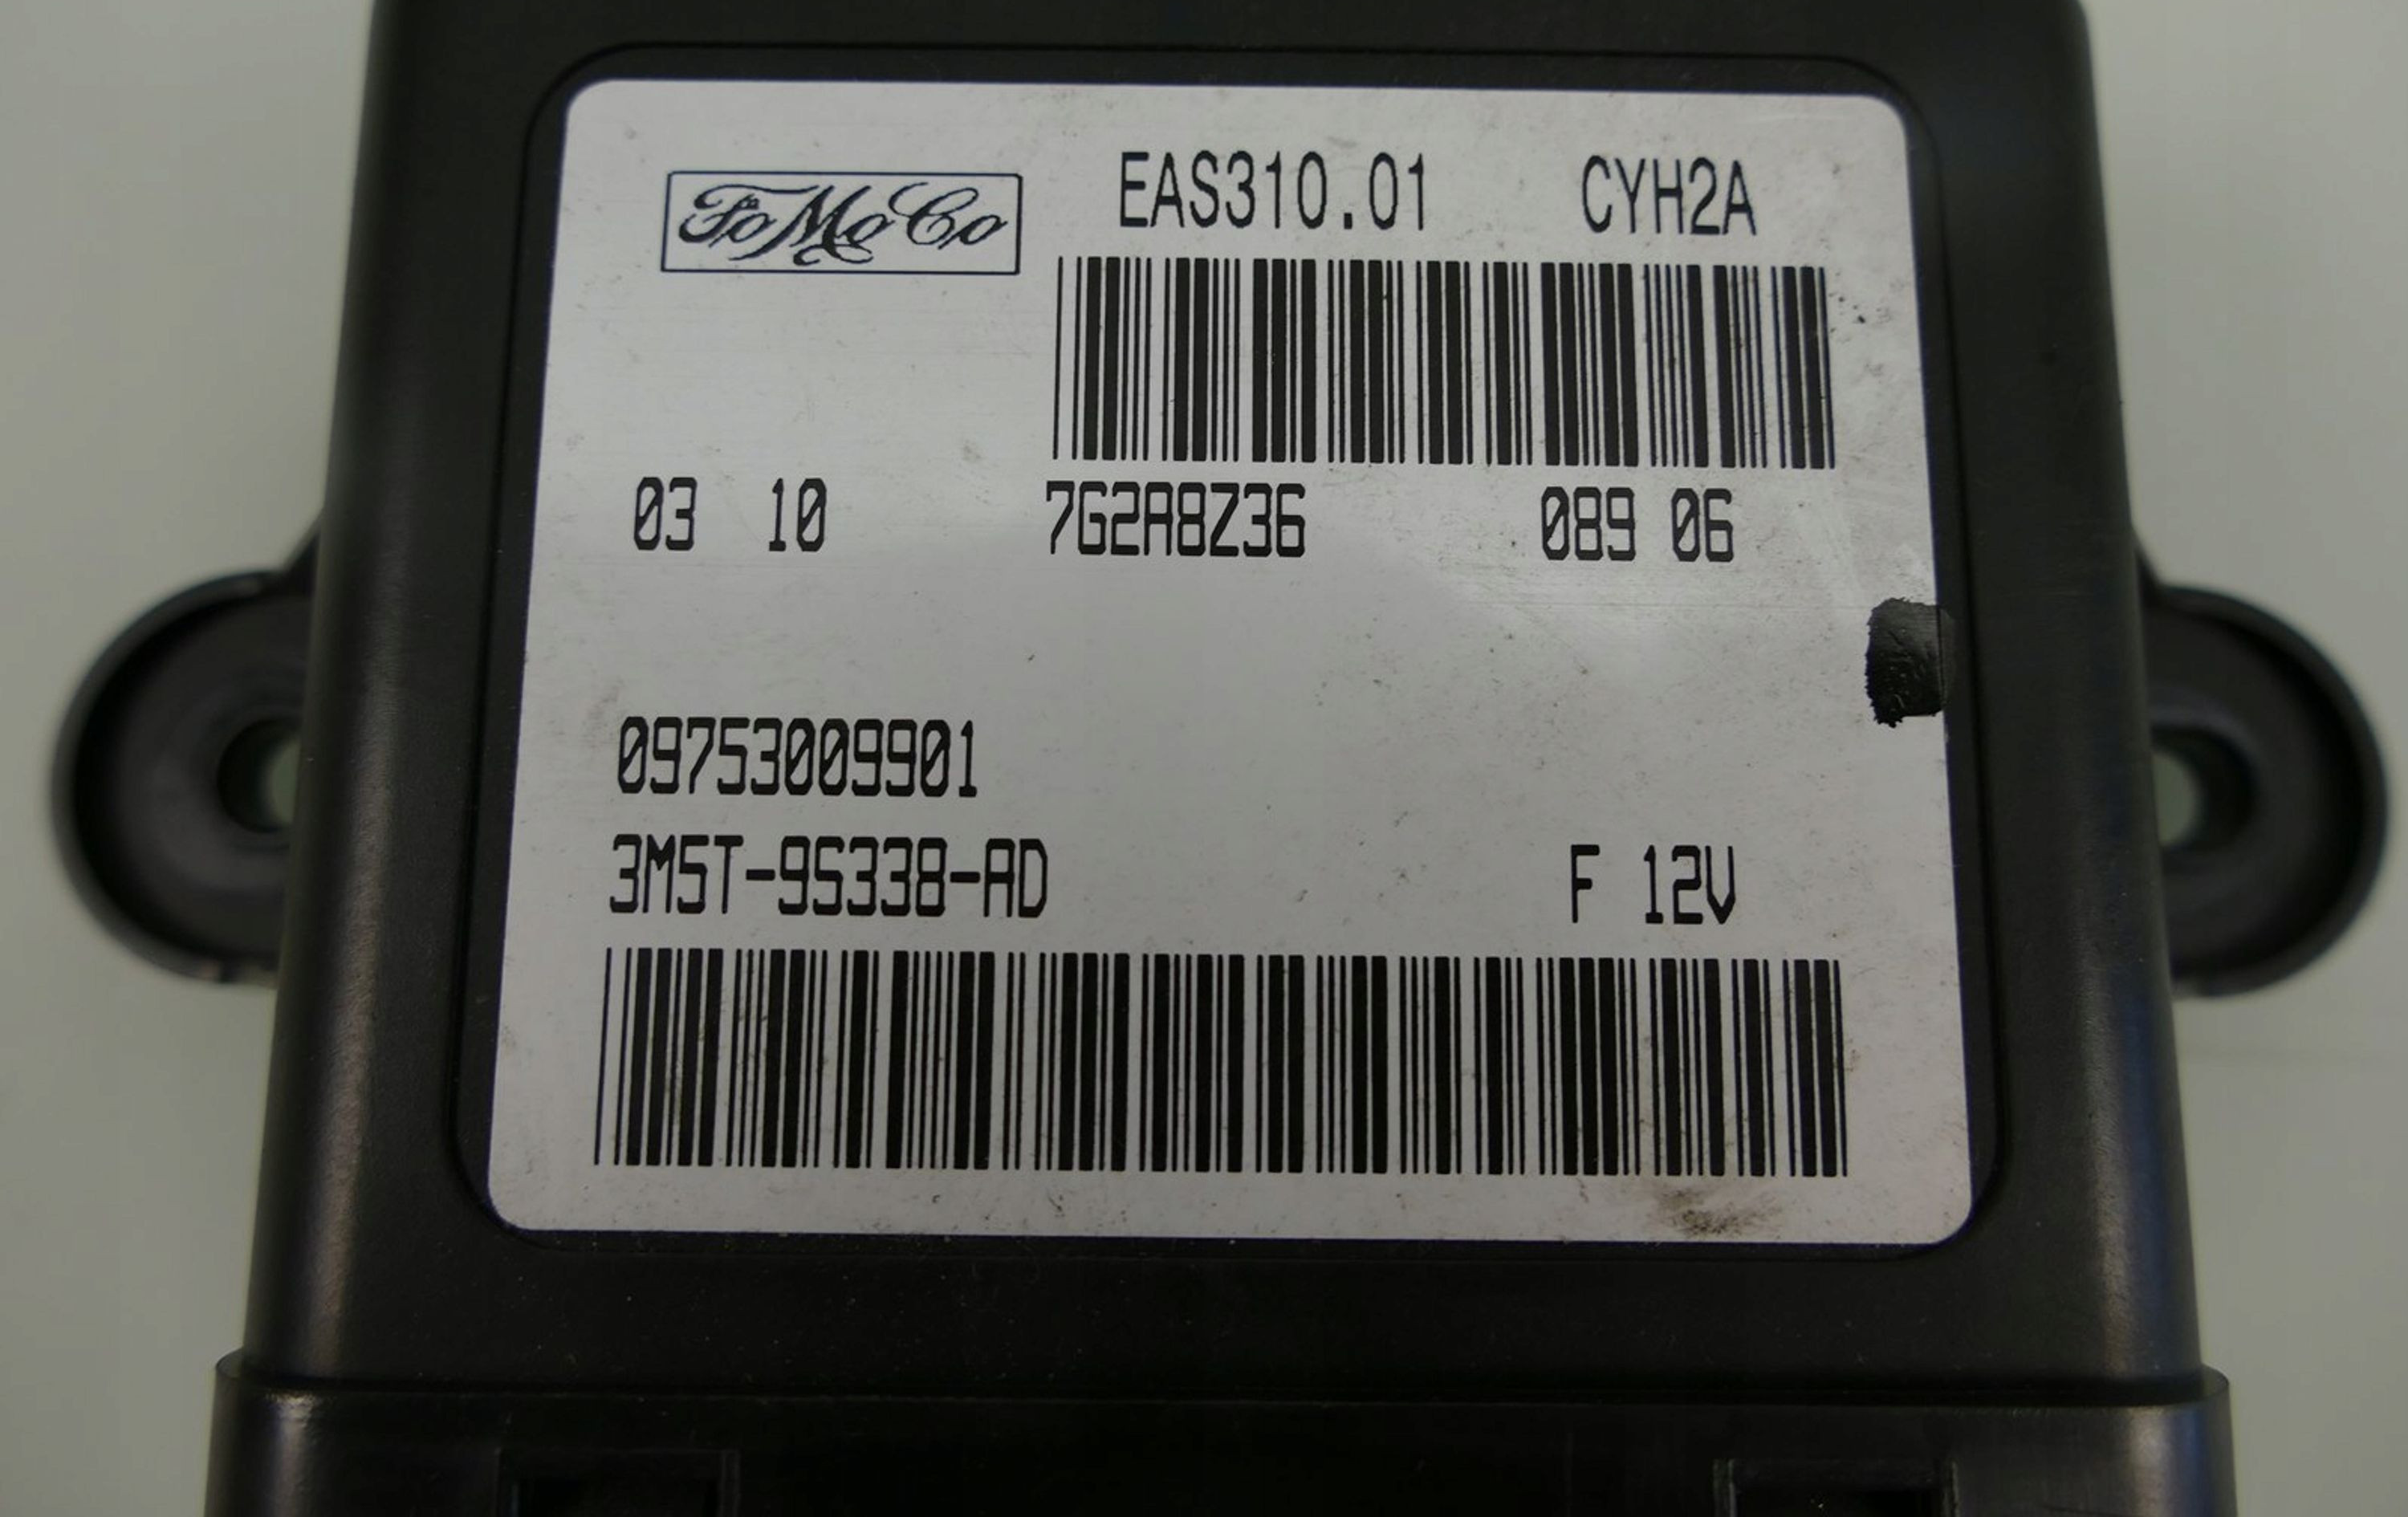 FoMoCo EAS310.01 CYH2A
03 10 7G2A8Z36 089 06
09753009901
3M5T-9S338-AD F 12V